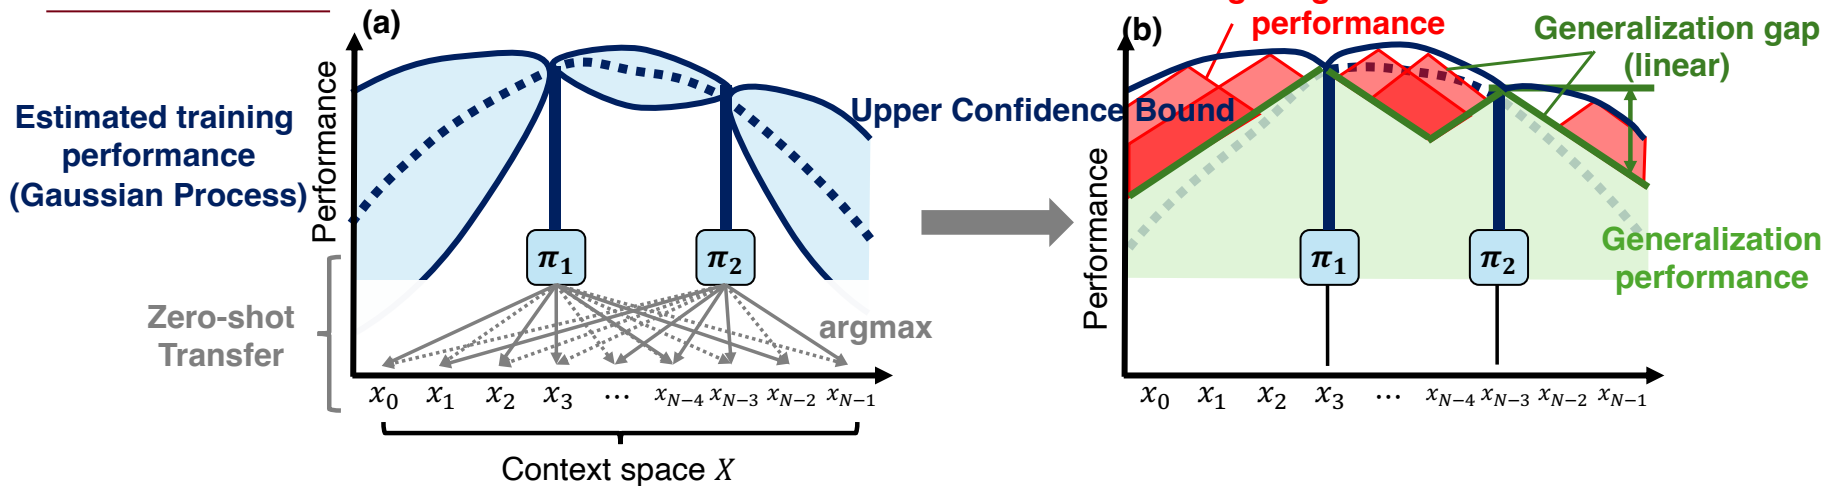 (a)
Performance
Estimated training
performance
(Gaussian Process)
π1
π2
Zero-shot
Transfer
argmax
x0 x1 x2 x3 ... xN−4 xN−3 xN−2 xN−1
Context space X
Upper Confidence Bound
(b)
performance
Generalization gap
(linear)
Performance
π1
π2
Generalization
performance
x0 x1 x2 x3 ... xN−4 xN−3 xN−2 xN−1